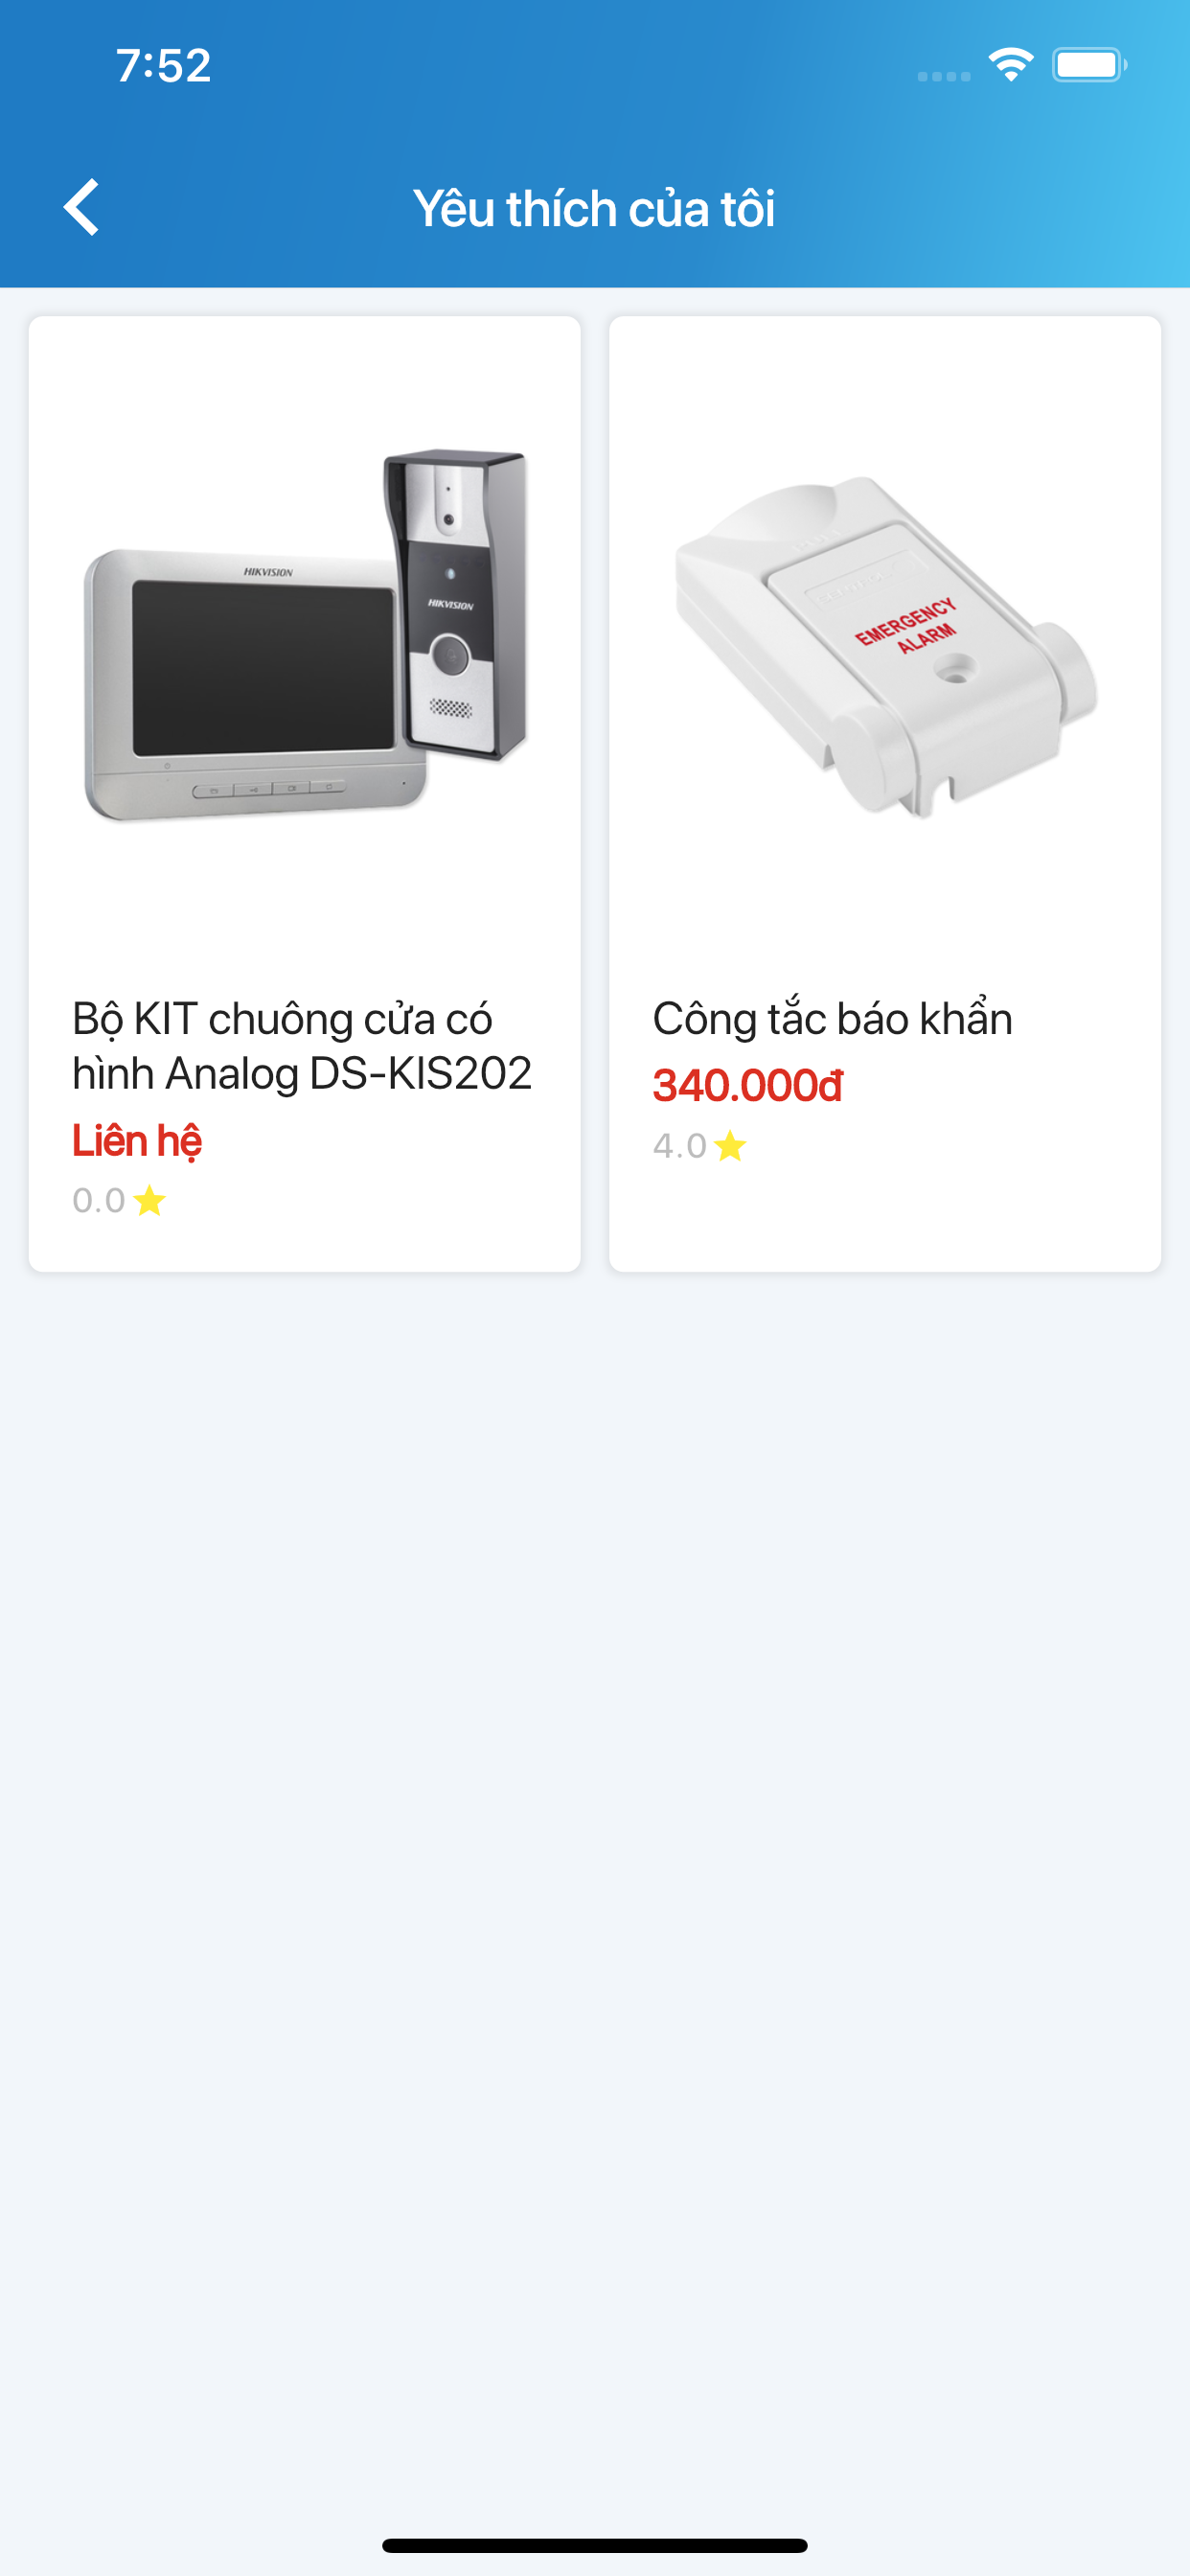 7:52
Yêu thích của tôi
HIKVISION
HIKVISION
EMERGENCY
ALARM
Bộ KIT chuông cửa có
hình Analog DS-KIS202
Liên hệ
0.0
Công tắc báo khẩn
340.000đ
4.0